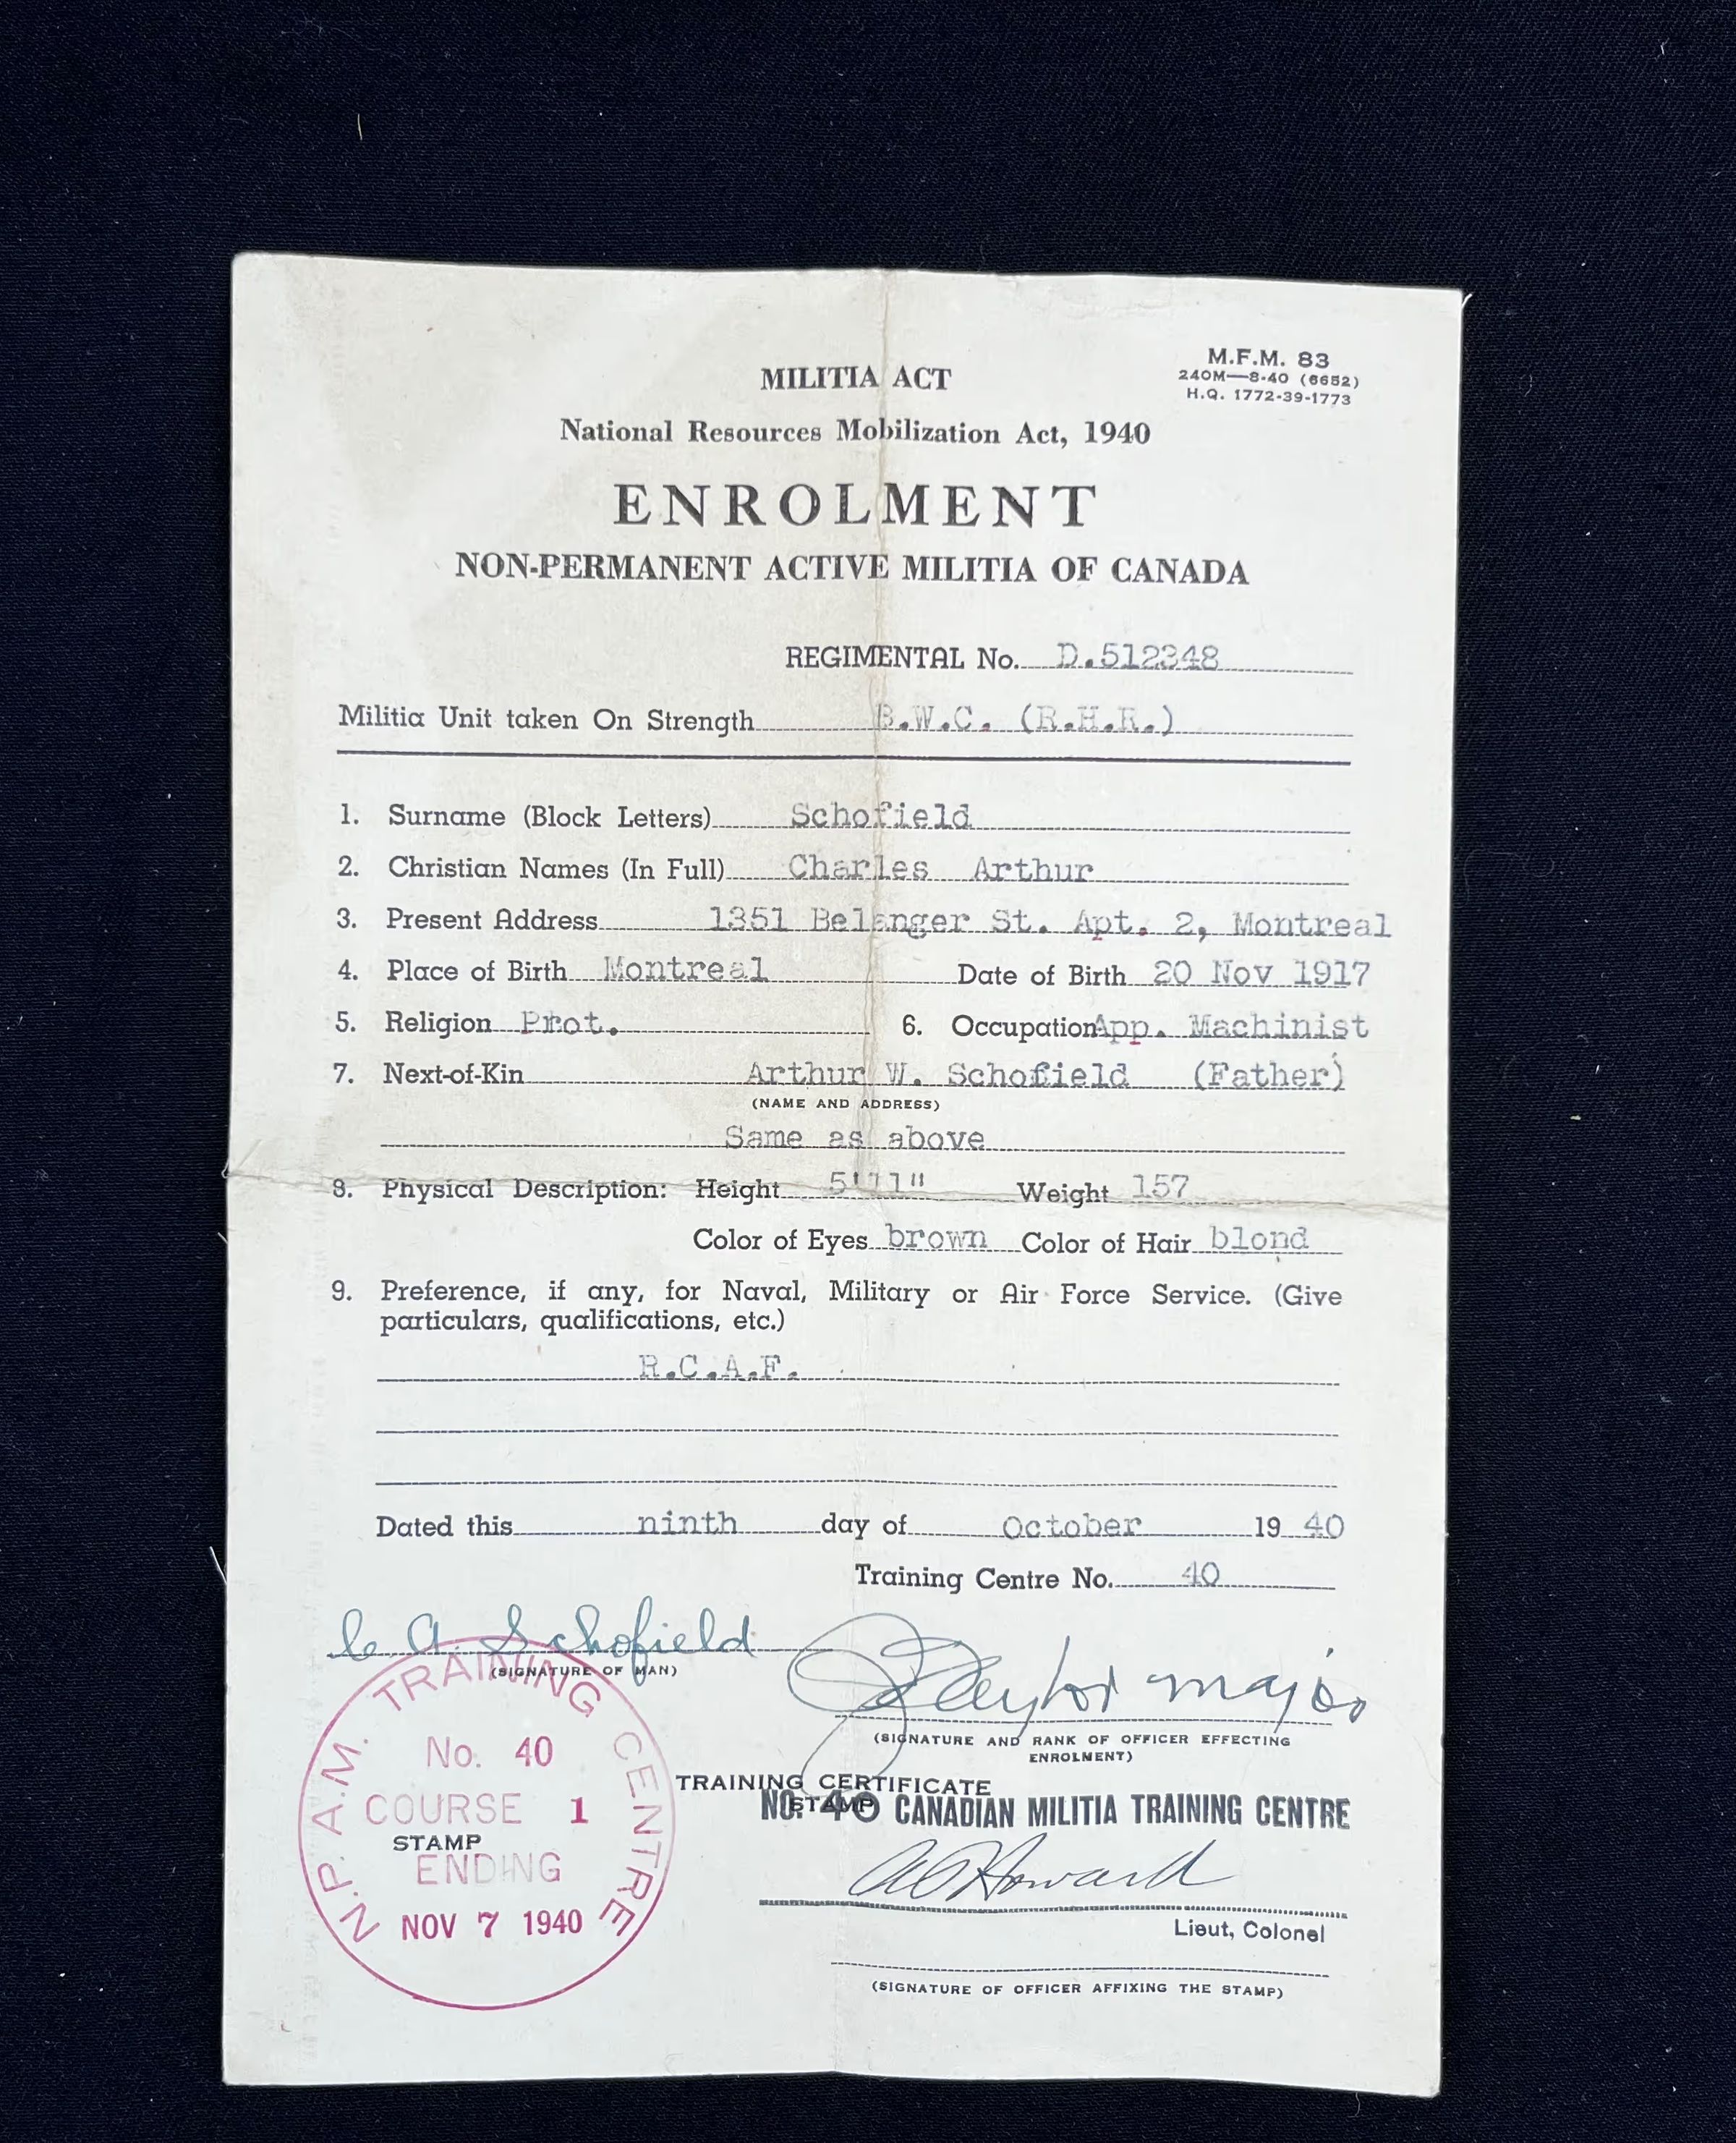 M.F.M. 83
240M—8-40 (6652)
H.Q. 1772-39-1773
MILITIA ACT
National Resources Mobilization Act, 1940
ENROLMENT
NON-PERMANENT ACTIVE MILITIA OF CANADA
REGIMENTAL No. D.512348
Militia Unit taken On Strength B.W.C. (R.H.R.)
1. Surname (Block Letters) Schofield
2. Christian Names (In Full) Charles Arthur
3. Present Address 1351 Belanger St. Apt. 2, Montreal
4. Place of Birth Montreal Date of Birth 20 Nov 1917
5. Religion Prot. 6. Occupation App. Machinist
7. Next-of-Kin Arthur W. Schofield (Father)
(NAME AND ADDRESS)
Same as above
8. Physical Description: Height 5'11" Weight 157
Color of Eyes brown Color of Hair blond
9. Preference, if any, for Naval, Military or Air Force Service. (Give
particulars, qualifications, etc.)
R.C.A.F.
Dated this ninth day of October 19 40
Training Centre No. 40
C. A. Schofield
(SIGNATURE OF MAN)
Taylor major
(SIGNATURE AND RANK OF OFFICER EFFECTING
ENROLMENT)
N.P.A.M. TRAINING CENTRE
No. 40
COURSE 1
STAMP
ENDING
NOV 7 1940
TRAINING CERTIFICATE
STAMP
NO. 40 CANADIAN MILITIA TRAINING CENTRE
Howard
Lieut, Colonel
(SIGNATURE OF OFFICER AFFIXING THE STAMP)